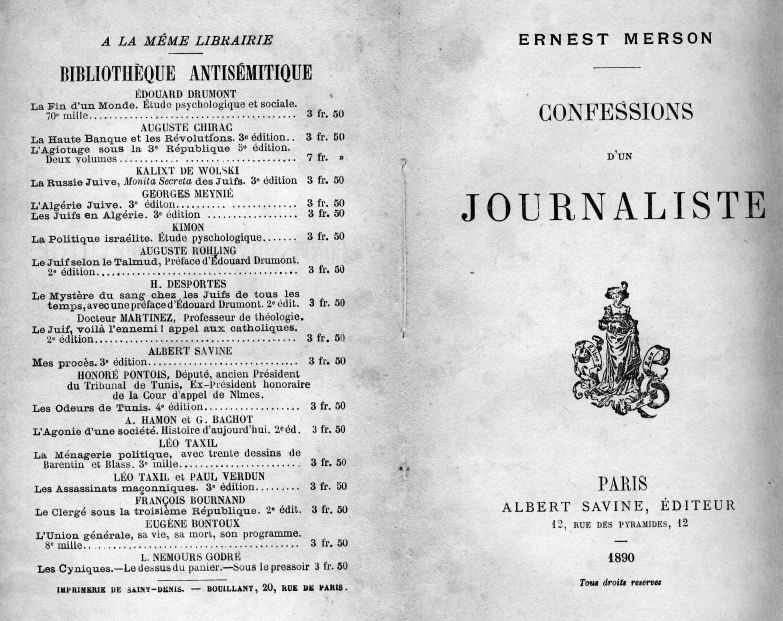 A LA MÊME LIBRAIRIE
BIBLIOTHÈQUE ANTISÉMITIQUE
ÉDOUARD DRUMONT
La Fin d'un Monde. Étude psychologique et sociale.
70e mille........................................ 3 fr. 50
AUGUSTE CHIRAC
La Haute Banque et les Révolutions. 3e édition.. 3 fr. 50
L'Agiotage sous la 3e République 5e édition.
Deux volumes.................................. 7 fr. »
KALIXT DE WOLSKI
La Russie Juive, Monita Secreta des Juifs. 3e édition 3 fr. 50
GEORGES MEYNIÉ
L'Algérie Juive. 3e éditon........................ 3 fr. 50
Les Juifs en Algérie. 3e édition .................. 3 fr. 50
KIMON
La Politique israélite. Étude pyschologique....... 3 fr. 50
AUGUSTE ROHLING
Le Juif selon le Talmud, Préface d'Édouard Drumont.
2e édition........................................ 3 fr. 50
H. DESPORTES
Le Mystère du sang chez les Juifs de tous les
temps, avec une préface d'Édouard Drumont. 2e édit. 3 fr. 50
Docteur MARTINEZ, Professeur de théologie.
Le Juif, voilà l'ennemi! appel aux catholiques.
2e édition........................................ 3 fr. 50
ALBERT SAVINE
Mes procès. 3e édition.............................. 3 fr. 50
HONORÉ PONTOIS, Député, ancien Président
du Tribunal de Tunis, Ex-Président honoraire
de la Cour d'appel de Nîmes.
Les Odeurs de Tunis. 4e édition................... 3 fr. 50
A. HAMON et G. BACHOT
L'Agonie d'une société. Histoire d'aujourd'hui. 2e éd. 3 fr. 50
LÉO TAXIL
La Ménagerie politique, avec trente dessins de
Barentin et Blass. 3e mille........................ 3 fr. 50
LÉO TAXIL et PAUL VERDUN
Les Assassinats maçonniques. 3e édition......... 3 fr. 50
FRANÇOIS BOURNAND
Le Clergé sous la troisième République. 2e édit. 3 fr. 50
EUGÈNE BONTOUX
L'Union générale, sa vie, sa mort, son programme.
8e mille........................................... 3 fr. 50
L. NEMOURS GODRÉ
Les Cyniques.—Le dessus du panier.—Sous le pressoir 3 fr. 50
IMPRIMERIE DE SAINT-DENIS. — BOUILLANT, 20, RUE DE PARIS.
ERNEST MERSON
CONFESSIONS
D'UN
JOURNALISTE
PARIS
ALBERT SAVINE, ÉDITEUR
12, RUE DES PYRAMIDES, 12
1890
Tous droits reserves